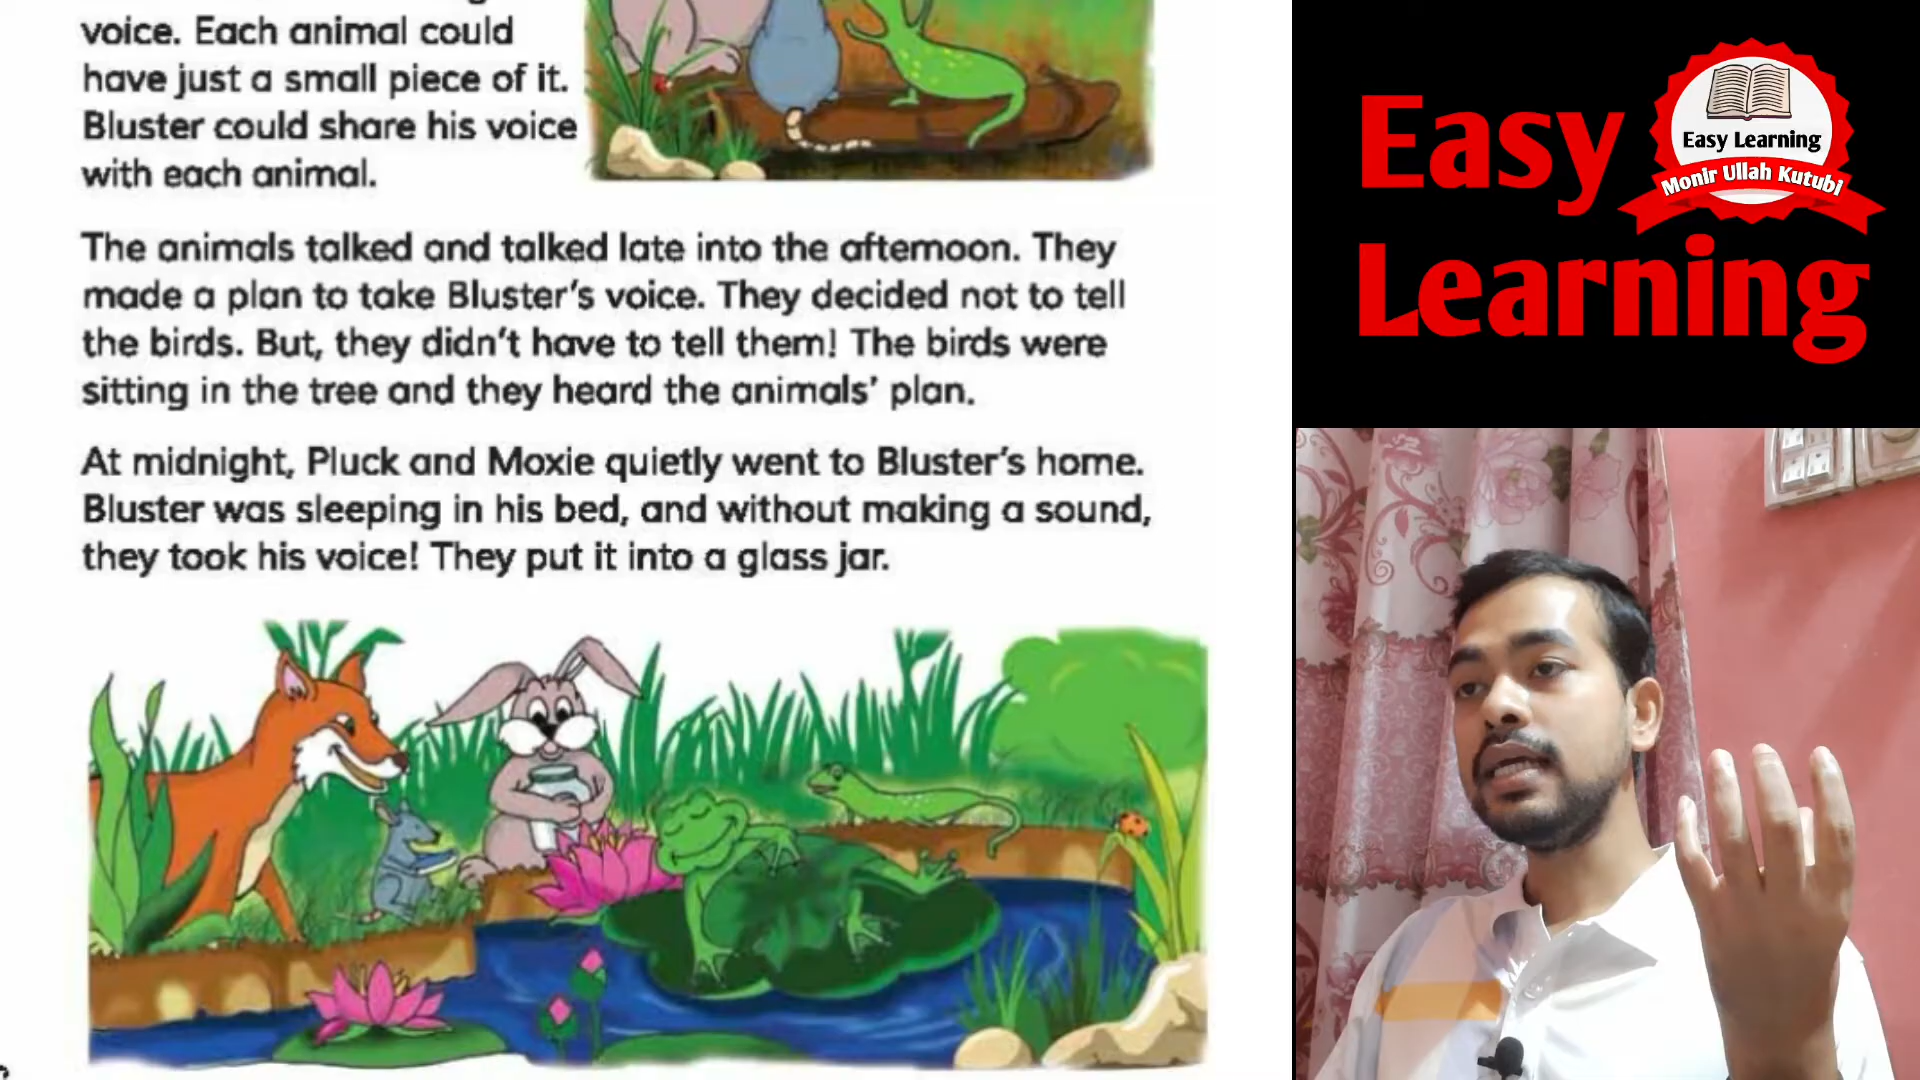 voice. Each animal could
have just a small piece of it.
Bluster could share his voice
with each animal.
The animals talked and talked late into the afternoon. They
made a plan to take Bluster's voice. They decided not to tell
the birds. But, they didn't have to tell them! The birds were
sitting in the tree and they heard the animals' plan.
At midnight, Pluck and Moxie quietly went to Bluster's home.
Bluster was sleeping in his bed, and without making a sound,
they took his voice! They put it into a glass jar.
Easy
Learning
Easy Learning
Monir Ullah Kutubi